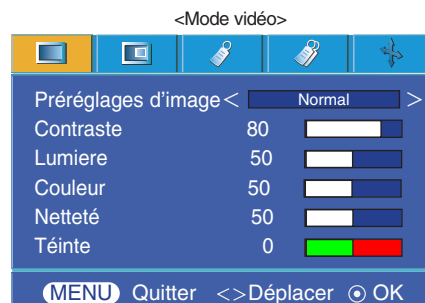 <Mode vidéo>
Préréglages d'image < Normal >
Contraste 80
Lumiere 50
Couleur 50
Netteté 50
Téinte 0
MENU Quitter <> Déplacer ⊙ OK